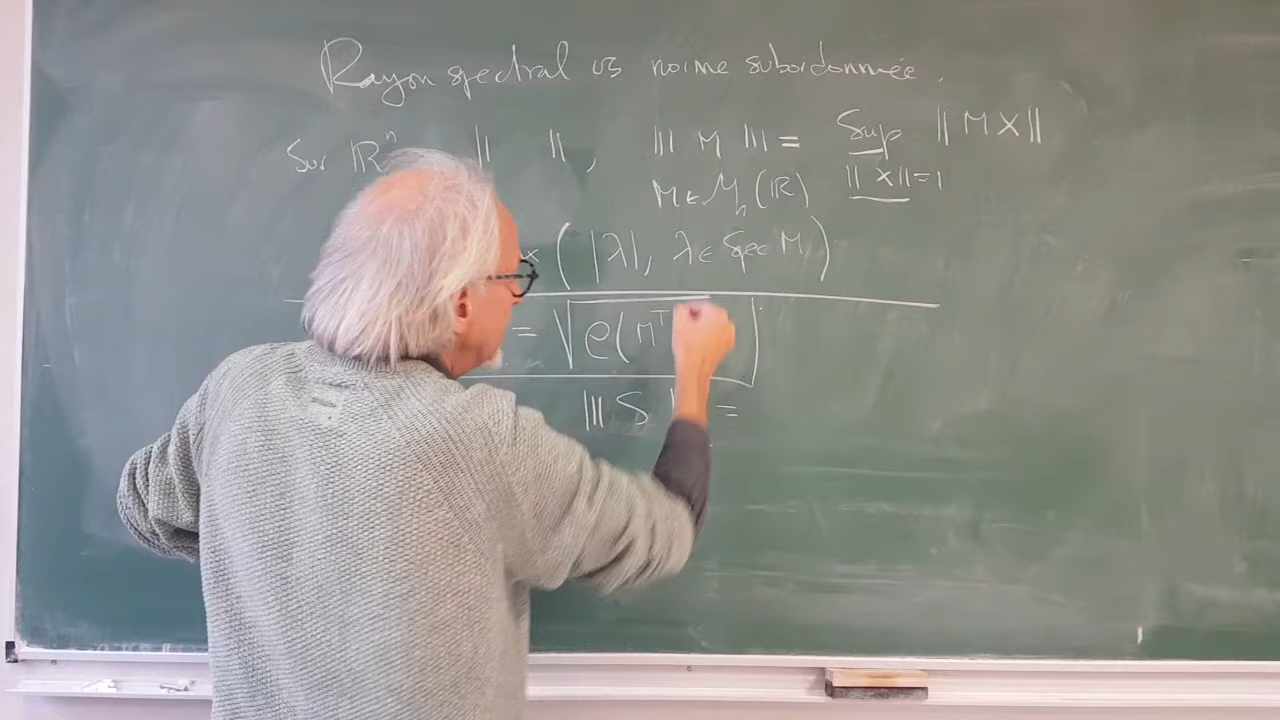 Rayon spectral vs norme subordonnée.
Sur ℝⁿ || ||, ||| M ||| = Sup || M X ||
M ∈ ℳₙ(ℝ) || X || = 1
x ( |λ|, λ ∈ Spec M )
= √ρ(Mᵀ
||| S =